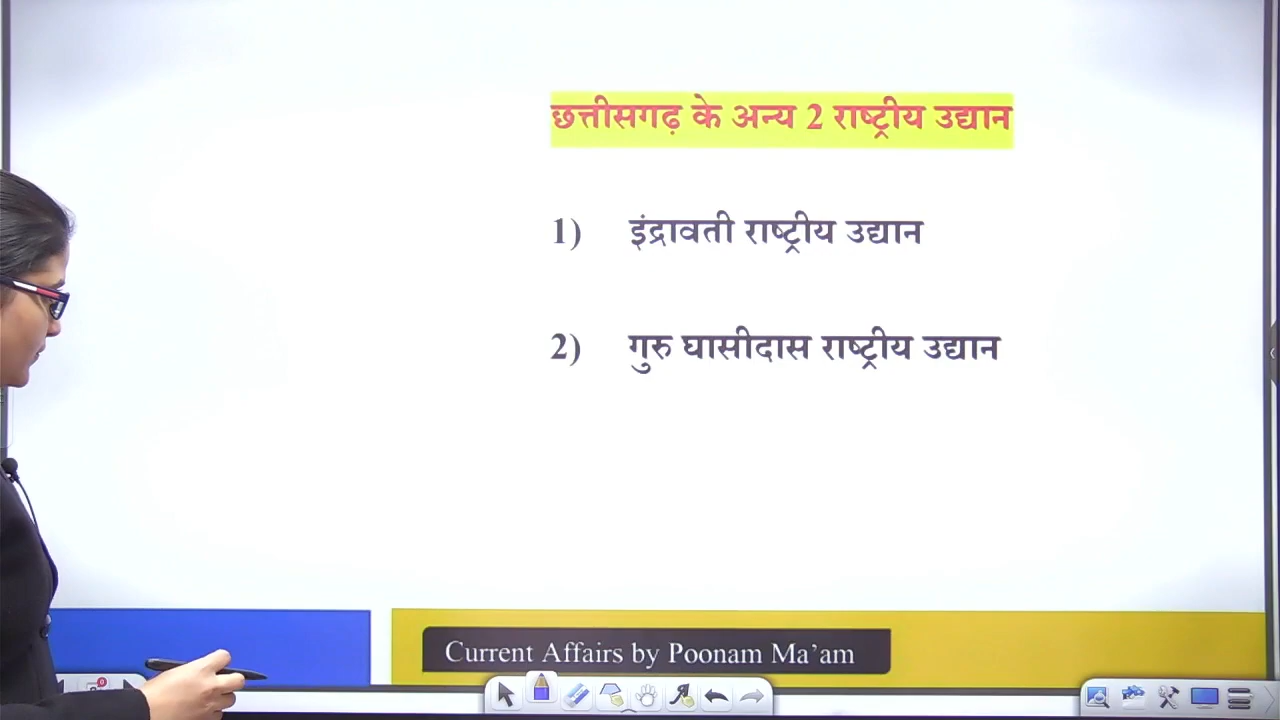 छत्तीसगढ़ के अन्य 2 राष्ट्रीय उद्यान
1) इंद्रावती राष्ट्रीय उद्यान
2) गुरु घासीदास राष्ट्रीय उद्यान
Current Affairs by Poonam Ma'am